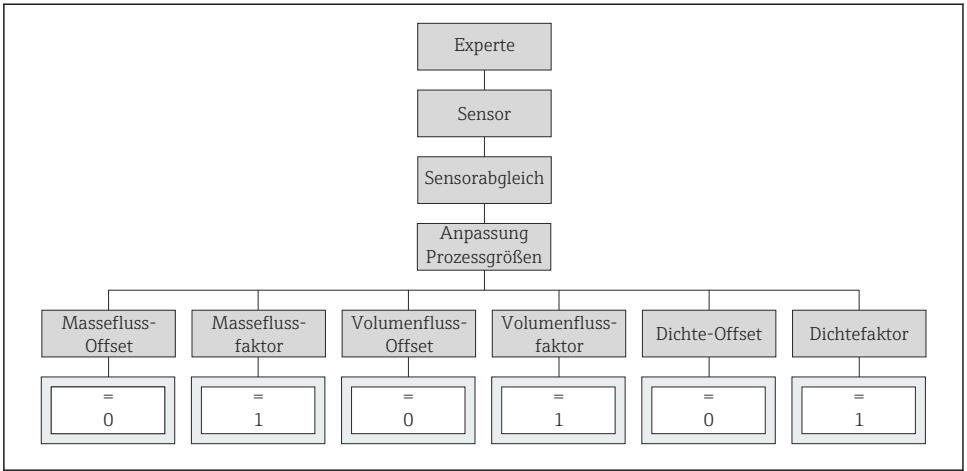 Experte
Sensor
Sensorabgleich
Anpassung
Prozessgrößen
Massefluss-
Offset
Massefluss-
faktor
Volumenfluss-
Offset
Volumenfluss-
faktor
Dichte-Offset
Dichtefaktor
=
0
=
1
=
0
=
1
=
0
=
1